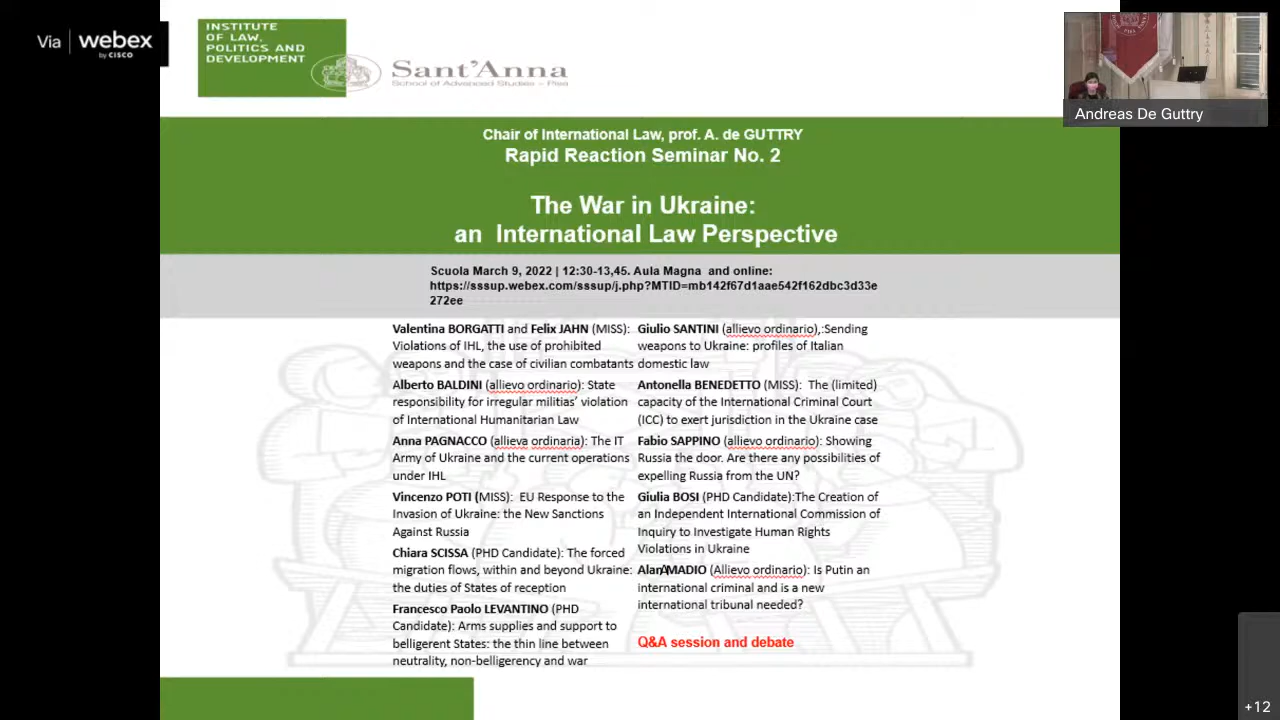 Via webex
by CISCO
INSTITUTE
OF LAW,
POLITICS AND
DEVELOPMENT
Sant'Anna
School of Advanced Studies – Pisa
Andreas De Guttry
Chair of International Law, prof. A. de GUTTRY
Rapid Reaction Seminar No. 2
The War in Ukraine:
an International Law Perspective
Scuola March 9, 2022 | 12:30-13,45. Aula Magna and online:
https://sssup.webex.com/sssup/j.php?MTID=mb142f67d1aae542f162dbc3d33e
272ee
Valentina BORGATTI and Felix JAHN (MISS):
Violations of IHL, the use of prohibited
weapons and the case of civilian combatants
Alberto BALDINI (allievo ordinario): State
responsibility for irregular militias' violation
of International Humanitarian Law
Anna PAGNACCO (allieva ordinaria): The IT
Army of Ukraine and the current operations
under IHL
Vincenzo POTI (MISS): EU Response to the
Invasion of Ukraine: the New Sanctions
Against Russia
Chiara SCISSA (PHD Candidate): The forced
migration flows, within and beyond Ukraine:
the duties of States of reception
Francesco Paolo LEVANTINO (PHD
Candidate): Arms supplies and support to
belligerent States: the thin line between
neutrality, non-belligerency and war
Giulio SANTINI (allievo ordinario),:Sending
weapons to Ukraine: profiles of Italian
domestic law
Antonella BENEDETTO (MISS): The (limited)
capacity of the International Criminal Court
(ICC) to exert jurisdiction in the Ukraine case
Fabio SAPPINO (allievo ordinario): Showing
Russia the door. Are there any possibilities of
expelling Russia from the UN?
Giulia BOSI (PHD Candidate):The Creation of
an Independent International Commission of
Inquiry to Investigate Human Rights
Violations in Ukraine
Alan AMADIO (Allievo ordinario): Is Putin an
international criminal and is a new
international tribunal needed?
Q&A session and debate
+12